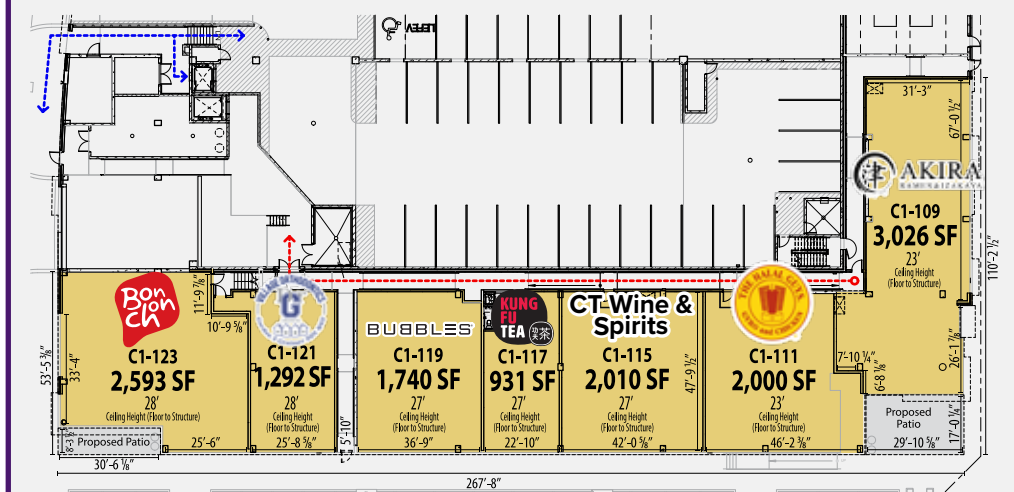 31'-3"
67'-0 ½"
AKIRA
RAMEN & IZAKAYA
C1-109
3,026 SF
23'
Ceiling Height
(Floor to Structure)
110'-2 ½"
Bon
Chon
C1-123
2,593 SF
28'
Ceiling Height
(Floor to Structure)
53'-5 ¾"
33'-4"
11'-9 ⅞"
10'-9 ⅝"
Proposed Patio
25'-6"
30'-6 ⅛"
G
C1-121
1,292 SF
28'
Ceiling Height
(Floor to Structure)
25'-8 ⅝"
5'-10"
BUBBLES
C1-119
1,740 SF
27'
Ceiling Height
(Floor to Structure)
36'-9"
KUNG
FU
TEA
功夫茶
C1-117
931 SF
27'
Ceiling Height
(Floor to Structure)
22'-10"
CT Wine &
Spirits
C1-115
2,010 SF
27'
Ceiling Height
(Floor to Structure)
42'-0 ⅝"
47'-9 ½"
THE HALAL GUYS
GYRO AND CHICKEN
C1-111
2,000 SF
23'
Ceiling Height
(Floor to Structure)
46'-2 ⅜"
7'-10 ¼"
6'-8 ⅛"
26'-1 ⅞"
Proposed
Patio
29'-10 ⅝"
17'-0 ¼"
267'-8"